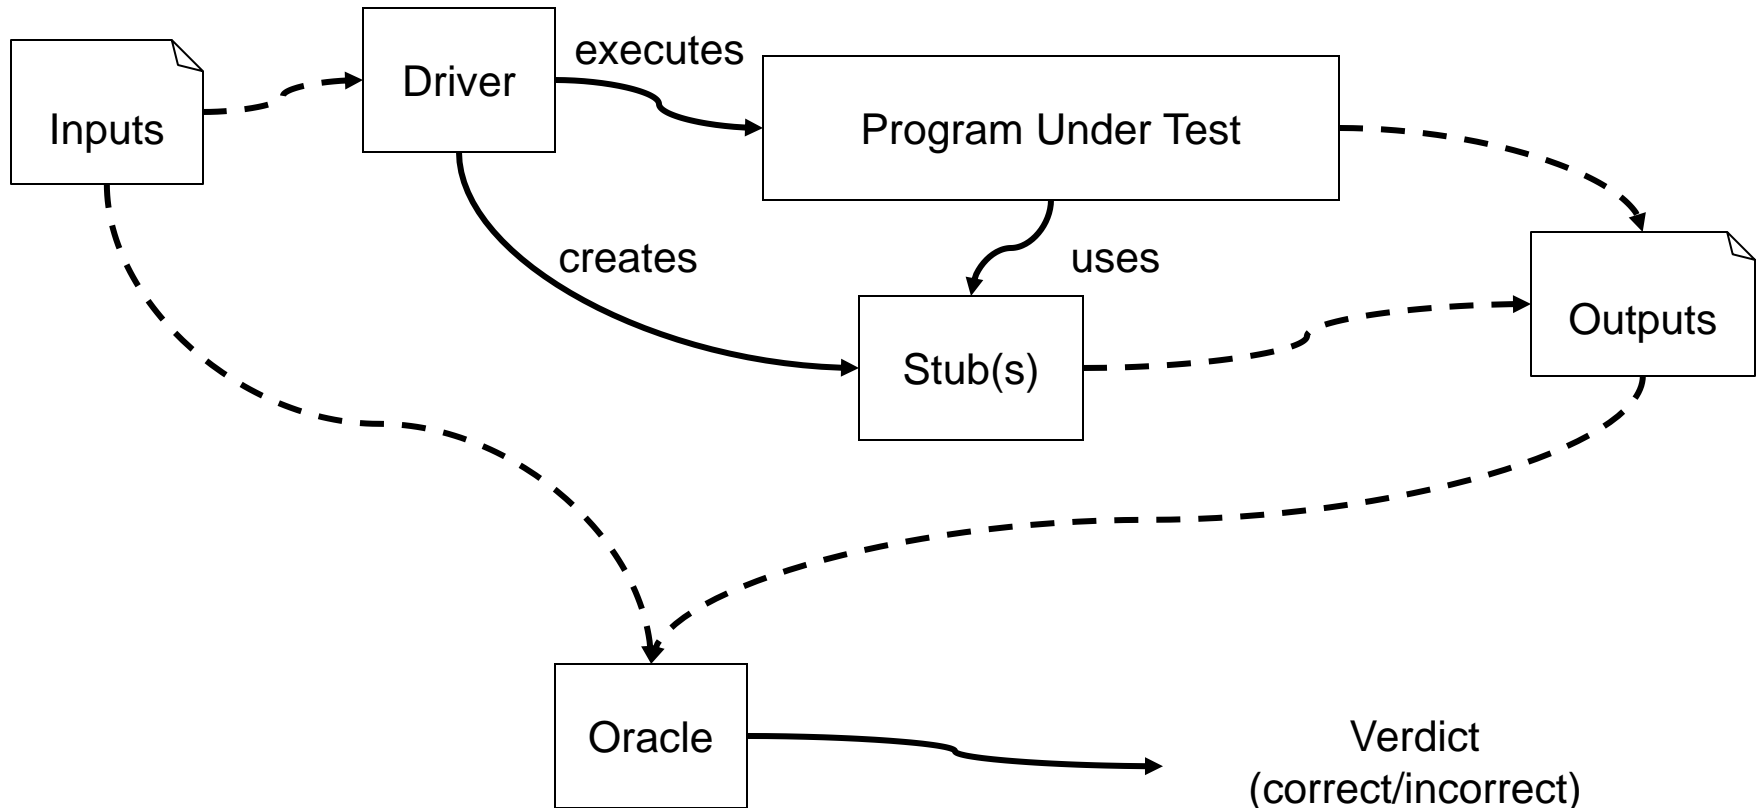 executes
Driver
Inputs
Program Under Test
creates
uses
Outputs
Stub(s)
Oracle
Verdict
(correct/incorrect)